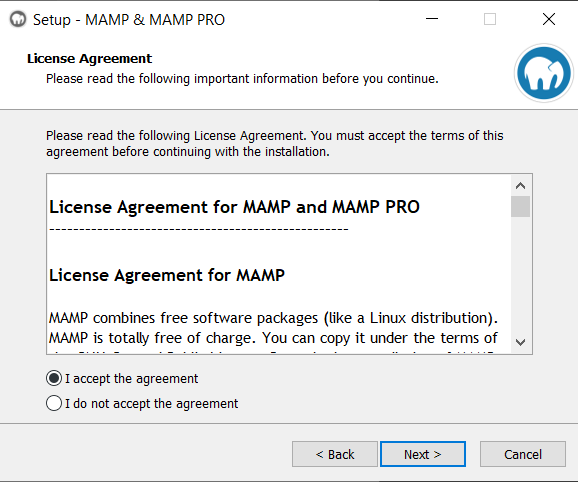 Setup - MAMP & MAMP PRO
License Agreement
Please read the following important information before you continue.
Please read the following License Agreement. You must accept the terms of this
agreement before continuing with the installation.
License Agreement for MAMP and MAMP PRO
--------------------------------------------------
License Agreement for MAMP
MAMP combines free software packages (like a Linux distribution).
MAMP is totally free of charge. You can copy it under the terms of
I accept the agreement
I do not accept the agreement
< Back
Next >
Cancel